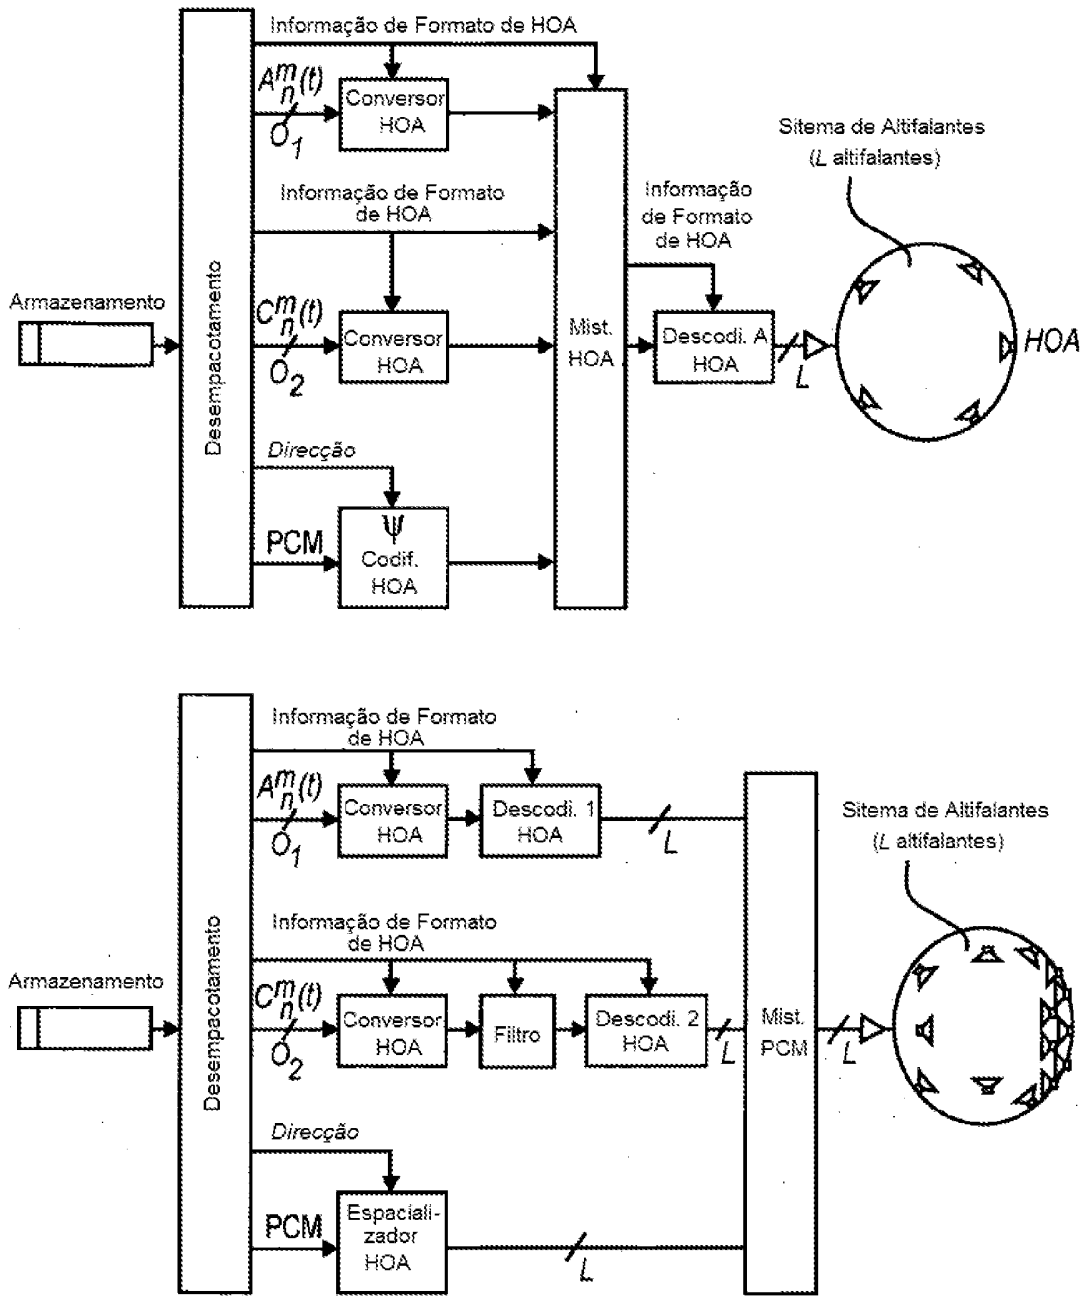 Informação de Formato de HOA
A^m_n(t)
O_1
Conversor
HOA
Sitema de Altifalantes
(L altifalantes)
Informação de Formato
de HOA
Informação
de Formato
de HOA
Armazenamento
Desempacotamento
C^m_n(t)
O_2
Conversor
HOA
Mist.
HOA
Descodi. A
HOA
L
HOA
Direcção
PCM
Ψ
Codif.
HOA
Informação de Formato
de HOA
A^m_n(t)
O_1
Conversor
HOA
Descodi. 1
HOA
L
Sitema de Altifalantes
(L altifalantes)
Informação de Formato
de HOA
Armazenamento
Desempacotamento
C^m_n(t)
O_2
Conversor
HOA
Filtro
Descodi. 2
HOA
L
Mist.
PCM
L
Direcção
PCM
Espaciali-
zador
HOA
L